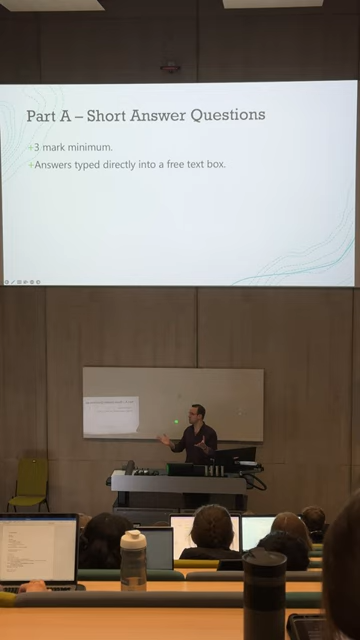 Part A – Short Answer Questions
+3 mark minimum.
+Answers typed directly into a free text box.